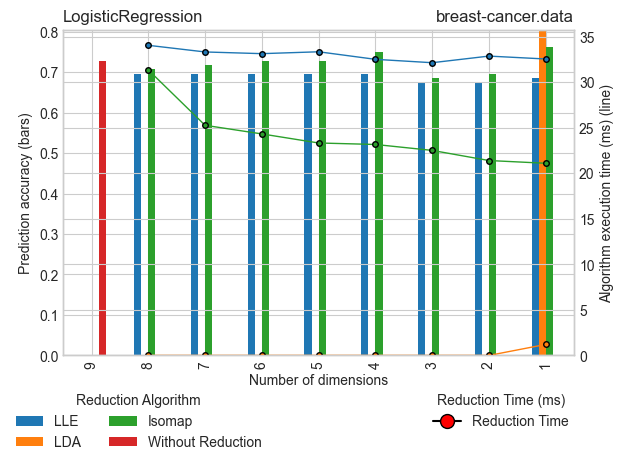 LogisticRegression breast-cancer.data
0.8 35
0.7 30
0.6 25
0.5 20
0.4 15
0.3 10
0.2 5
0.1
0.0 0
Prediction accuracy (bars)
Algorithm execution time (ms) (line)
9 8 7 6 5 4 3 2 1
Number of dimensions
Reduction Algorithm Reduction Time (ms)
LLE Isomap Reduction Time
LDA Without Reduction